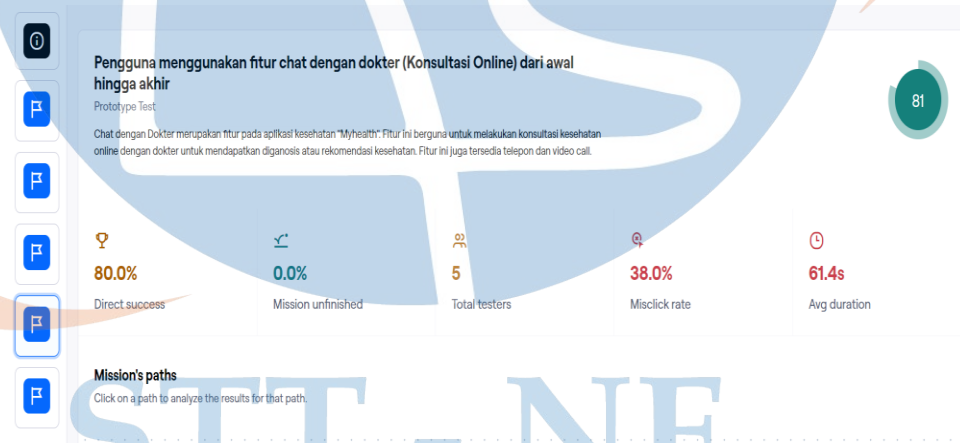 Pengguna menggunakan fitur chat dengan dokter (Konsultasi Online) dari awal
hingga akhir
Prototype Test
81
Chat dengan Dokter merupakan fitur pada aplikasi kesehatan "Myhealth". Fitur ini berguna untuk melakukan konsultasi kesehatan
online dengan dokter untuk mendapatkan diganosis atau rekomendasi kesehatan. Fitur ini juga tersedia telepon dan video call.
80.0%
Direct success
0.0%
Mission unfinished
5
Total testers
38.0%
Misclick rate
61.4s
Avg duration
Mission's paths
Click on a path to analyze the results for that path.
STT - NF